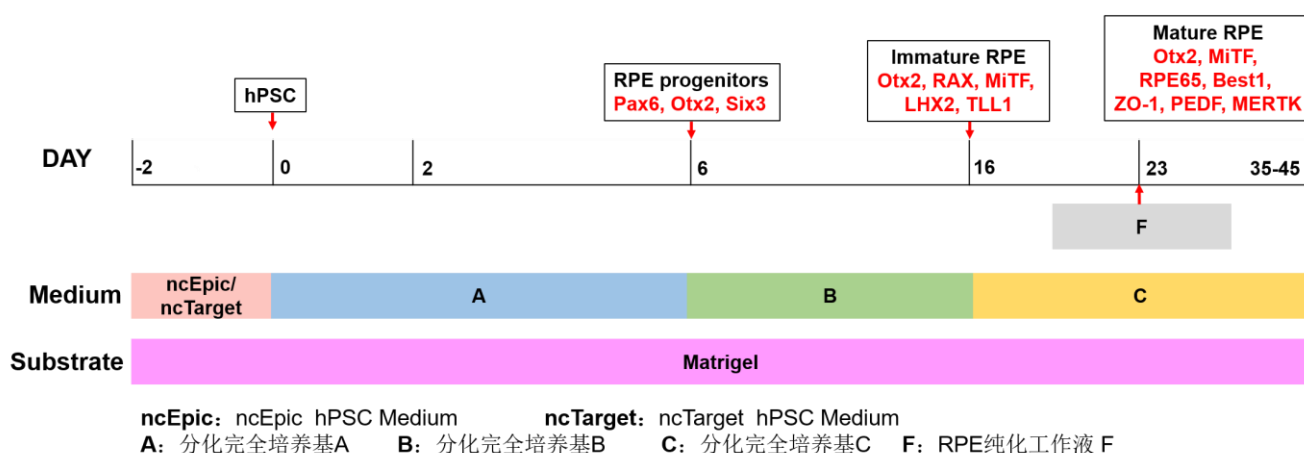 hPSC
RPE progenitors
Pax6, Otx2, Six3
Immature RPE
Otx2, RAX, MiTF,
LHX2, TLL1
Mature RPE
Otx2, MiTF,
RPE65, Best1,
ZO-1, PEDF, MERTK
DAY
-2 0 2 6 16 23 35-45
F
Medium
ncEpic/
ncTarget
A
B
C
Substrate
Matrigel
ncEpic：ncEpic hPSC Medium ncTarget：ncTarget hPSC Medium
A：分化完全培养基A B：分化完全培养基B C：分化完全培养基C F：RPE纯化工作液 F